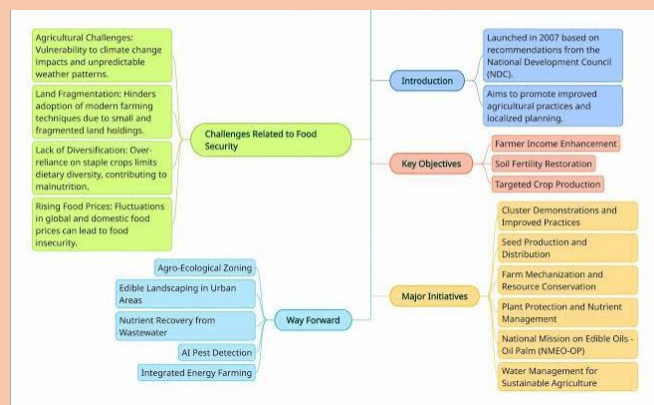 Agricultural Challenges:
Vulnerability to climate change
impacts and unpredictable
weather patterns.
Land Fragmentation: Hinders
adoption of modern farming
techniques due to small and
fragmented land holdings.
Lack of Diversification: Over-
reliance on staple crops limits
dietary diversity, contributing to
malnutrition.
Rising Food Prices: Fluctuations
in global and domestic food
prices can lead to food
insecurity.
Challenges Related to Food
Security
Agro-Ecological Zoning
Edible Landscaping in Urban
Areas
Nutrient Recovery from
Wastewater
AI Pest Detection
Integrated Energy Farming
Way Forward
Introduction
Launched in 2007 based on
recommendations from the
National Development Council
(NDC).
Aims to promote improved
agricultural practices and
localized planning.
Key Objectives
Farmer Income Enhancement
Soil Fertility Restoration
Targeted Crop Production
Major Initiatives
Cluster Demonstrations and
Improved Practices
Seed Production and
Distribution
Farm Mechanization and
Resource Conservation
Plant Protection and Nutrient
Management
National Mission on Edible Oils -
Oil Palm (NMEO-OP)
Water Management for
Sustainable Agriculture